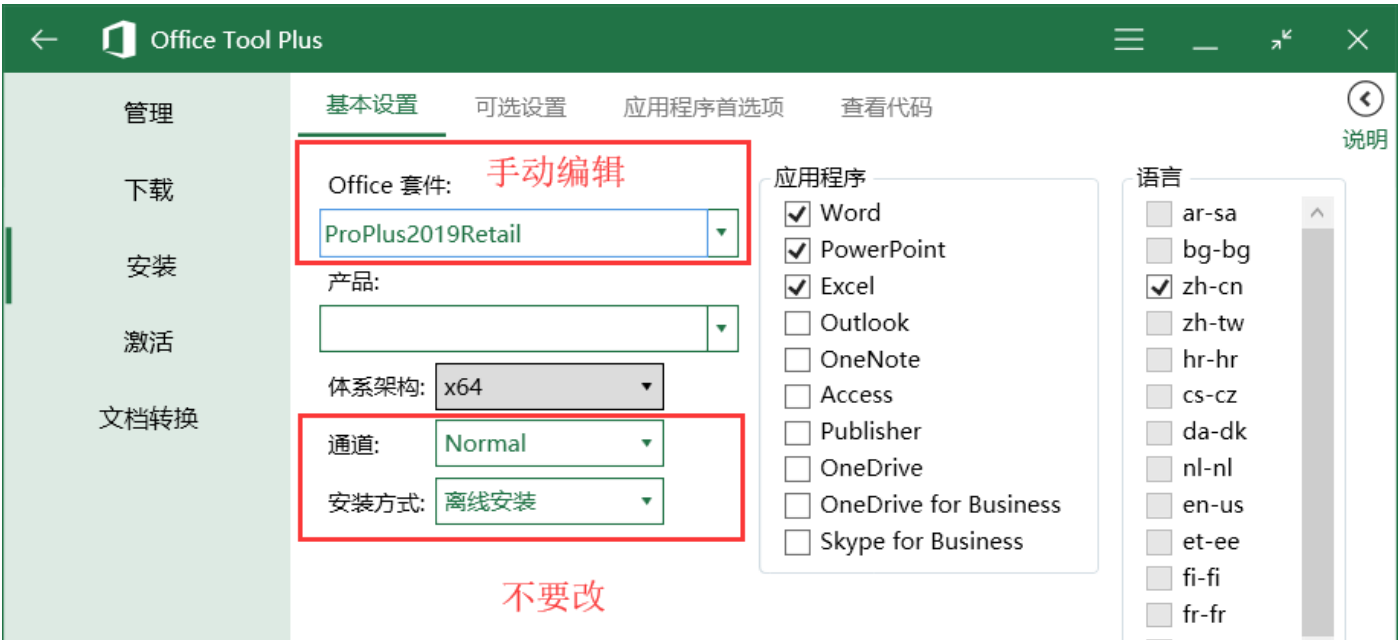 Office Tool Plus
管理
下载
安装
激活
文档转换
基本设置
可选设置
应用程序首选项
查看代码
说明
Office 套件:
手动编辑
ProPlus2019Retail
产品:
体系架构: x64
通道: Normal
安装方式: 离线安装
不要改
应用程序
Word
PowerPoint
Excel
Outlook
OneNote
Access
Publisher
OneDrive
OneDrive for Business
Skype for Business
语言
ar-sa
bg-bg
zh-cn
zh-tw
hr-hr
cs-cz
da-dk
nl-nl
en-us
et-ee
fi-fi
fr-fr